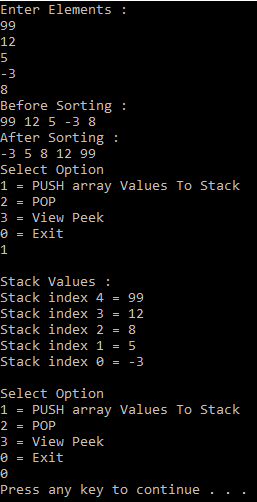 Enter Elements :
99
12
5
-3
8
Before Sorting :
99 12 5 -3 8
After Sorting :
-3 5 8 12 99
Select Option
1 = PUSH array Values To Stack
2 = POP
3 = View Peek
0 = Exit
1
Stack Values :
Stack index 4 = 99
Stack index 3 = 12
Stack index 2 = 8
Stack index 1 = 5
Stack index 0 = -3
Select Option
1 = PUSH array Values To Stack
2 = POP
3 = View Peek
0 = Exit
0
Press any key to continue . . .